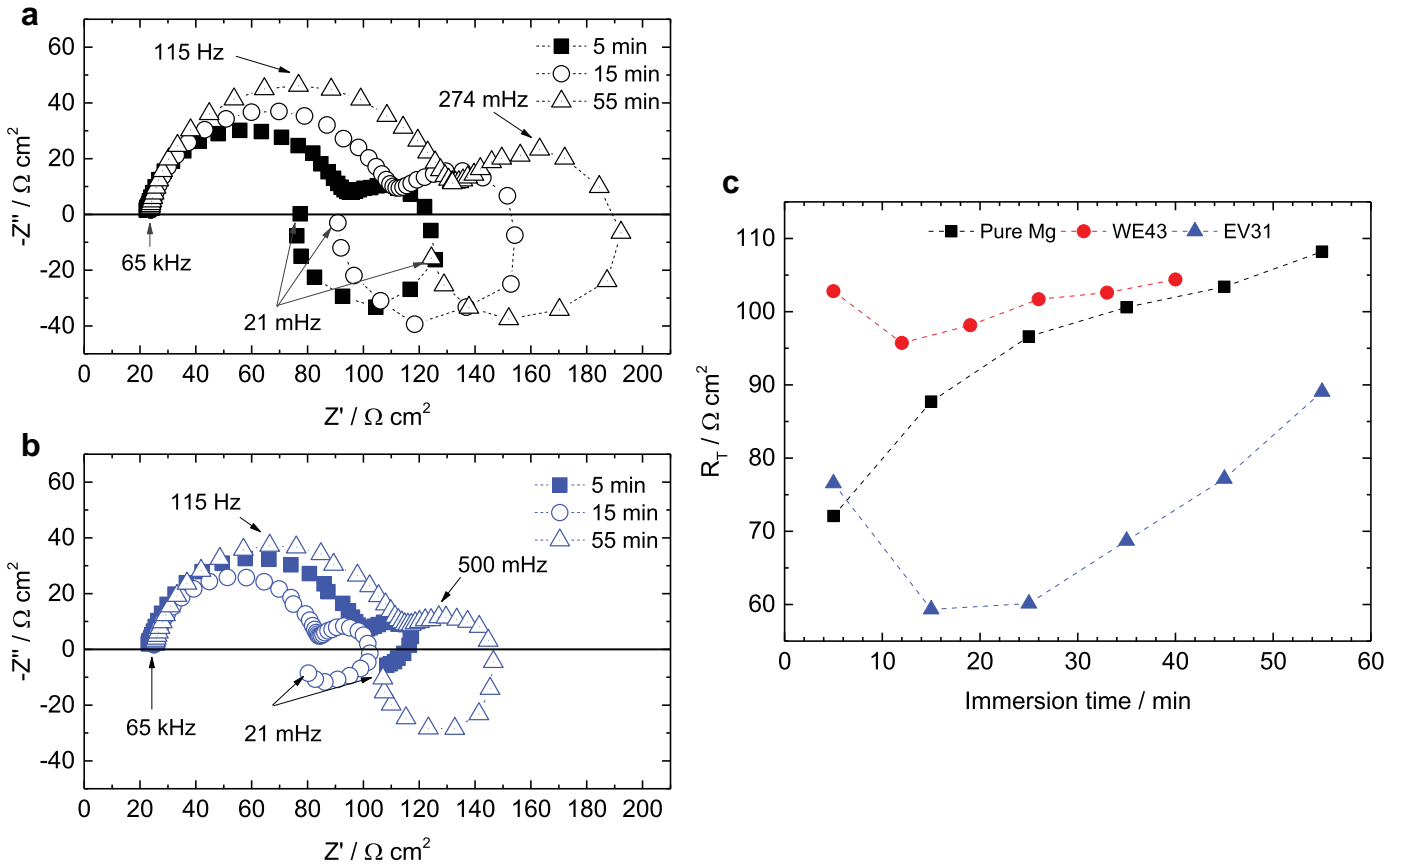 a
60
40
20
0
-20
-40
-Z'' / Ω cm²
115 Hz
274 mHz
65 kHz
21 mHz
5 min
15 min
55 min
0 20 40 60 80 100 120 140 160 180 200
Z' / Ω cm²
b
60
40
20
0
-20
-40
-Z'' / Ω cm²
115 Hz
500 mHz
65 kHz
21 mHz
5 min
15 min
55 min
0 20 40 60 80 100 120 140 160 180 200
Z' / Ω cm²
c
Pure Mg WE43 EV31
110
100
90
80
70
60
R_T / Ω cm²
0 10 20 30 40 50 60
Immersion time / min